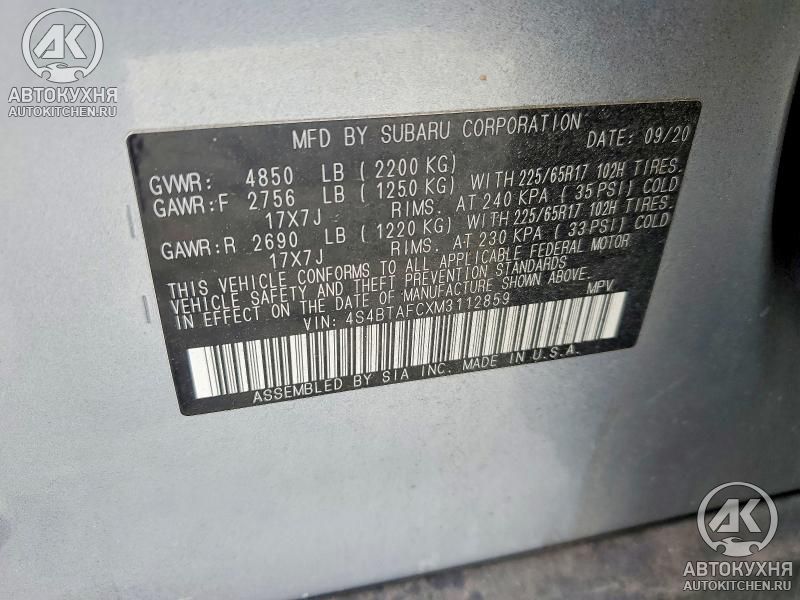 AK
АВТОКУХНЯ
AUTOKITCHEN.RU
MFD BY SUBARU CORPORATION DATE: 09/20
GVWR: 4850 LB (2200 KG)
GAWR:F 2756 LB (1250 KG) WITH 225/65R17 102H TIRES.
17X7J RIMS. AT 240 KPA (35 PSI) COLD
GAWR:R 2690 LB (1220 KG) WITH 225/65R17 102H TIRES.
17X7J RIMS. AT 230 KPA (33 PSI) COLD
THIS VEHICLE CONFORMS TO ALL APPLICABLE FEDERAL MOTOR
VEHICLE SAFETY AND THEFT PREVENTION STANDARDS
IN EFFECT ON THE DATE OF MANUFACTURE SHOWN ABOVE.
VIN: 4S4BTAFCXM3112859 MPV
ASSEMBLED BY SIA INC. MADE IN U.S.A.
AK
АВТОКУХНЯ
AUTOKITCHEN.RU